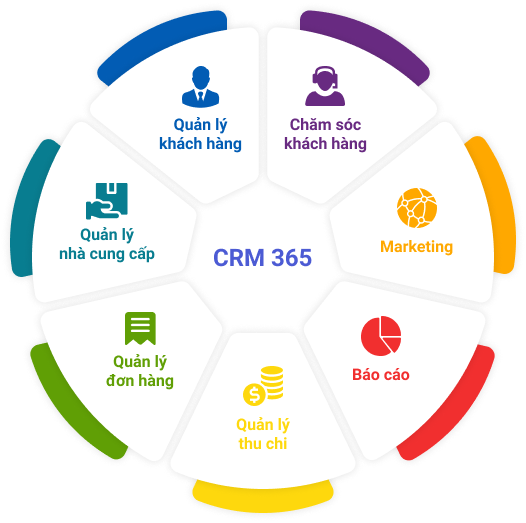 Quản lý
khách hàng
Chăm sóc
khách hàng
Quản lý
nhà cung cấp
Marketing
CRM 365
Quản lý
đơn hàng
Báo cáo
Quản lý
thu chi